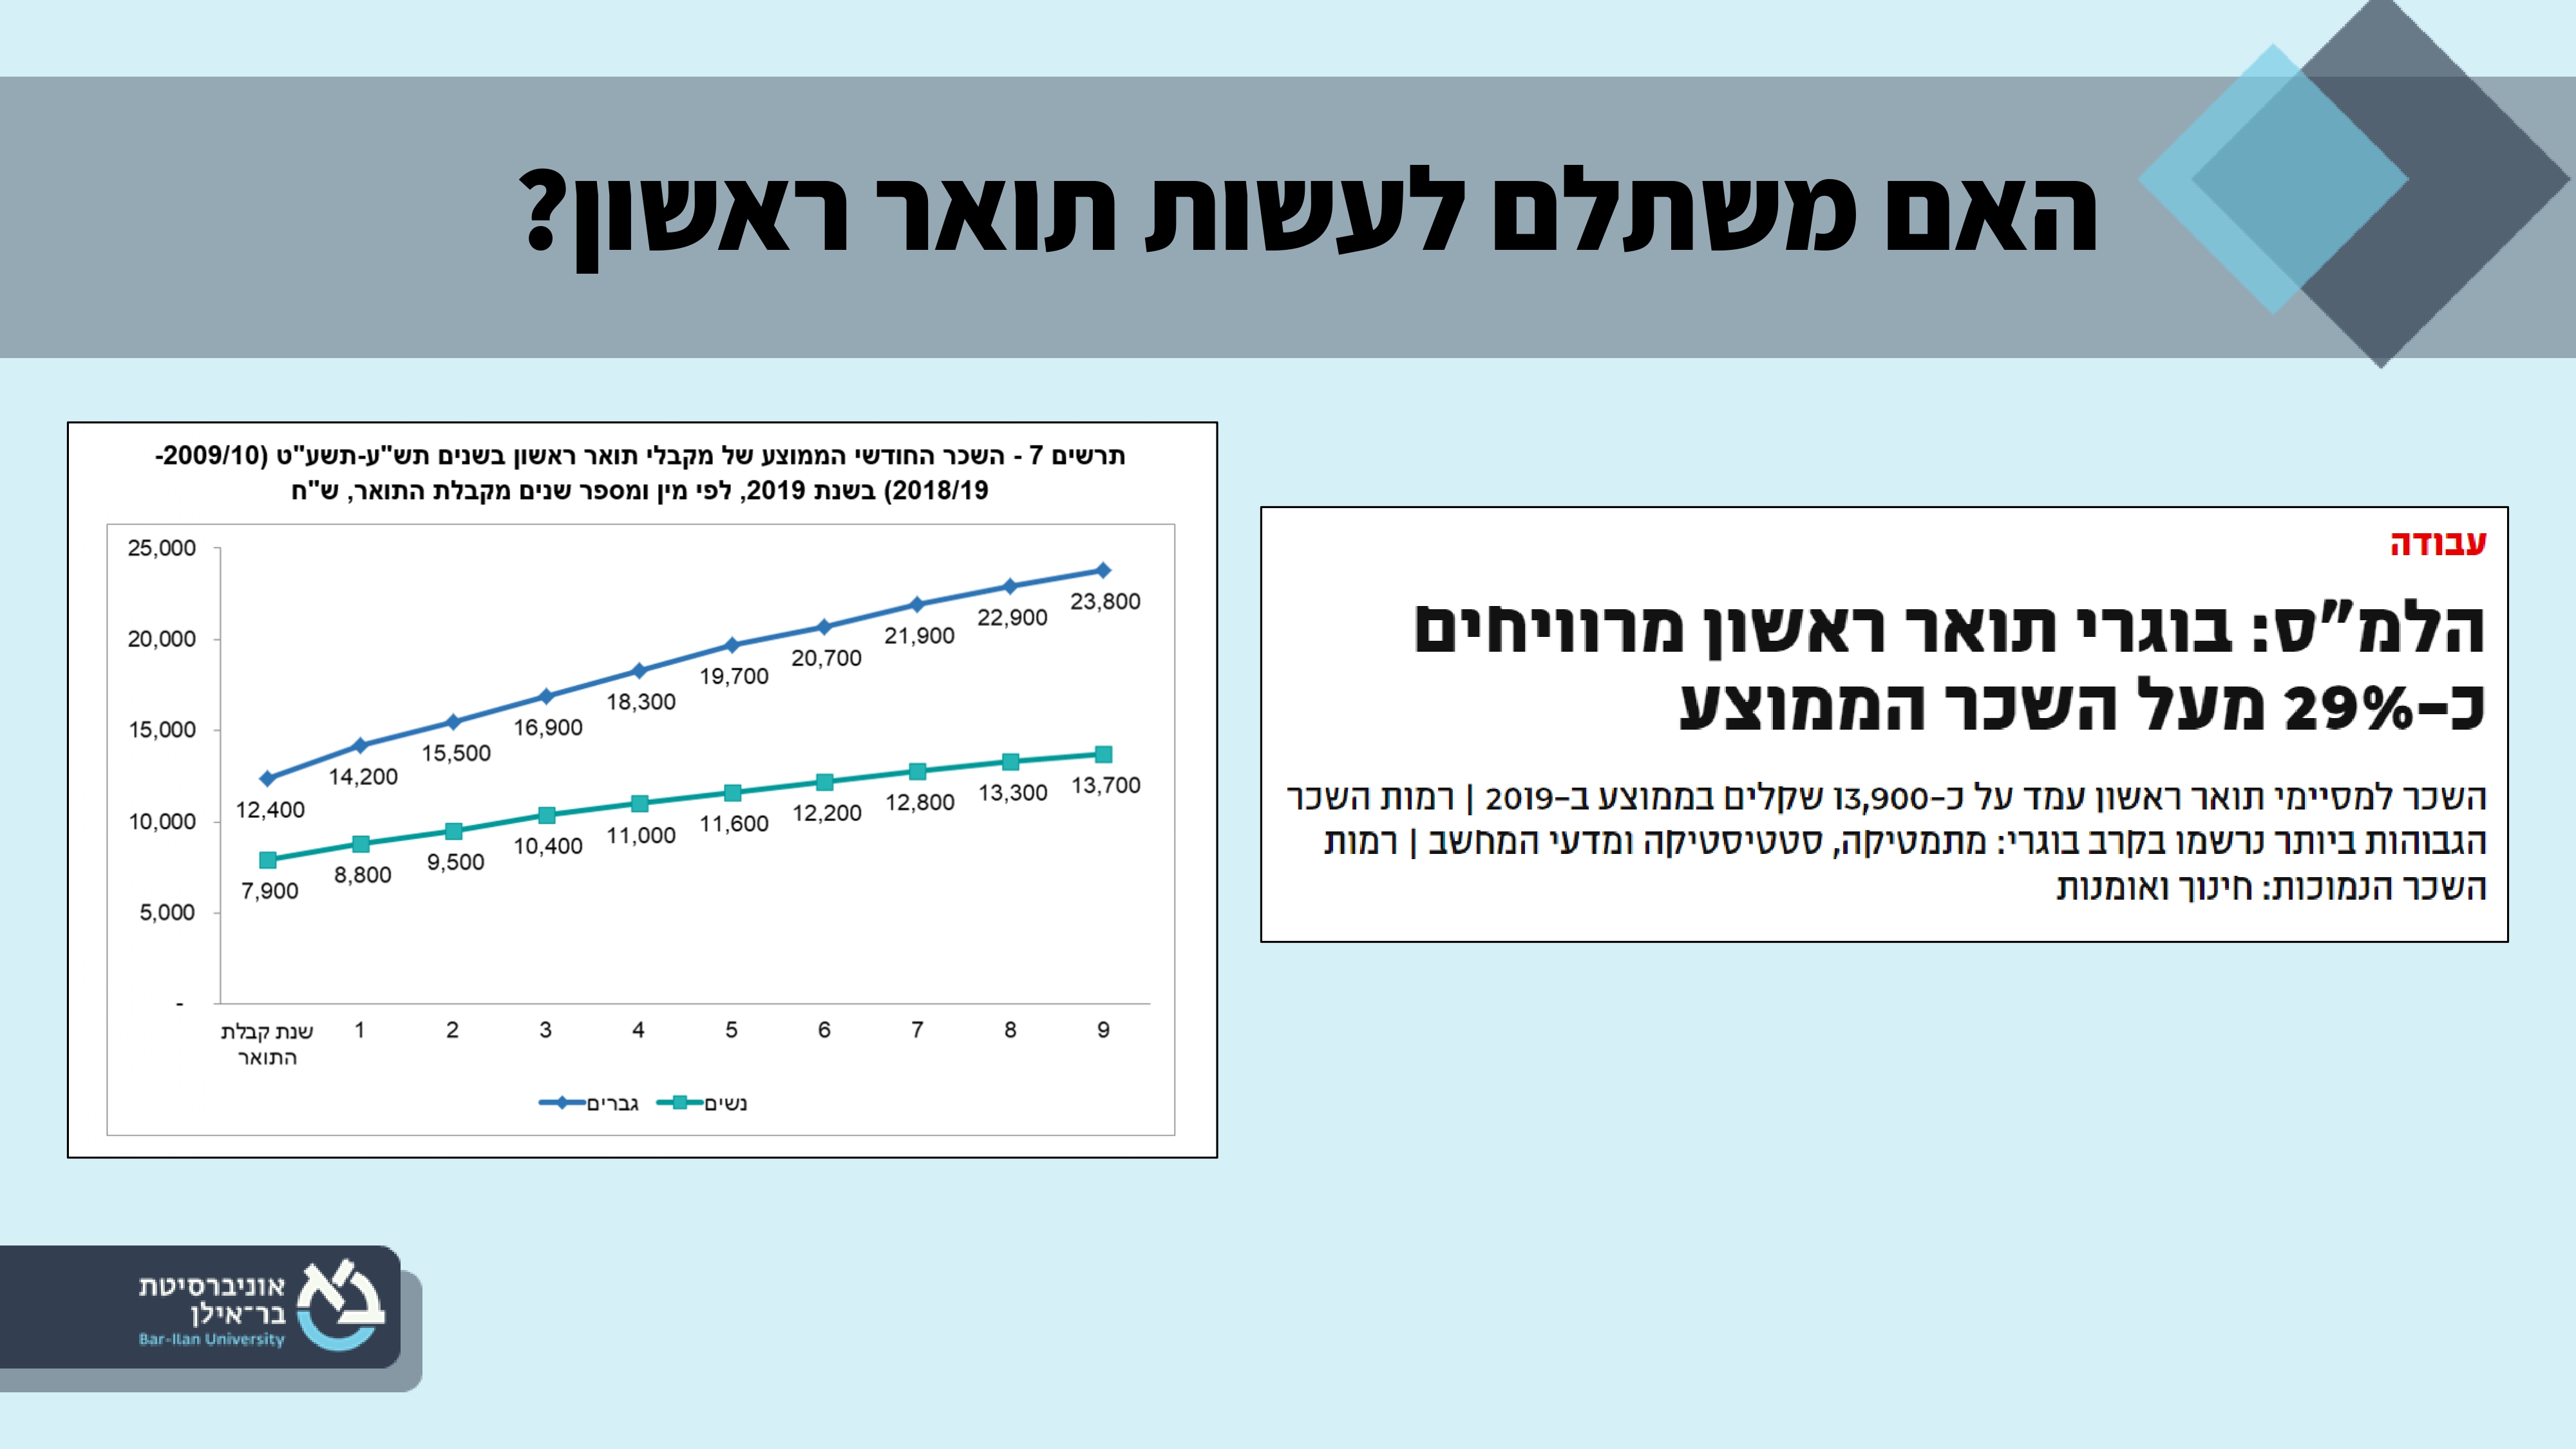 האם משתלם לעשות תואר ראשון?
עבודה
הלמ"ס: בוגרי תואר ראשון מרוויחים
כ-29% מעל השכר הממוצע
השכר למסיימי תואר ראשון עמד על כ-13,900 שקלים בממוצע ב-2019 | רמות השכר
הגבוהות ביותר נרשמו בקרב בוגרי: מתמטיקה, סטטיסטיקה ומדעי המחשב | רמות
השכר הנמוכות: חינוך ואומנות
תרשים 7 - השכר החודשי הממוצע של מקבלי תואר ראשון בשנים תש"ע-תשע"ט (2009/10-
2018/19) בשנת 2019, לפי מין ומספר שנים מקבלת התואר, ש"ח
25,000
20,000
15,000
10,000
5,000
-
12,400
14,200
15,500
16,900
18,300
19,700
20,700
21,900
22,900
23,800
7,900
8,800
9,500
10,400
11,000
11,600
12,200
12,800
13,300
13,700
שנת קבלת
התואר
1
2
3
4
5
6
7
8
9
גברים
נשים
אוניברסיטת
בר-אילן
Bar-Ilan University